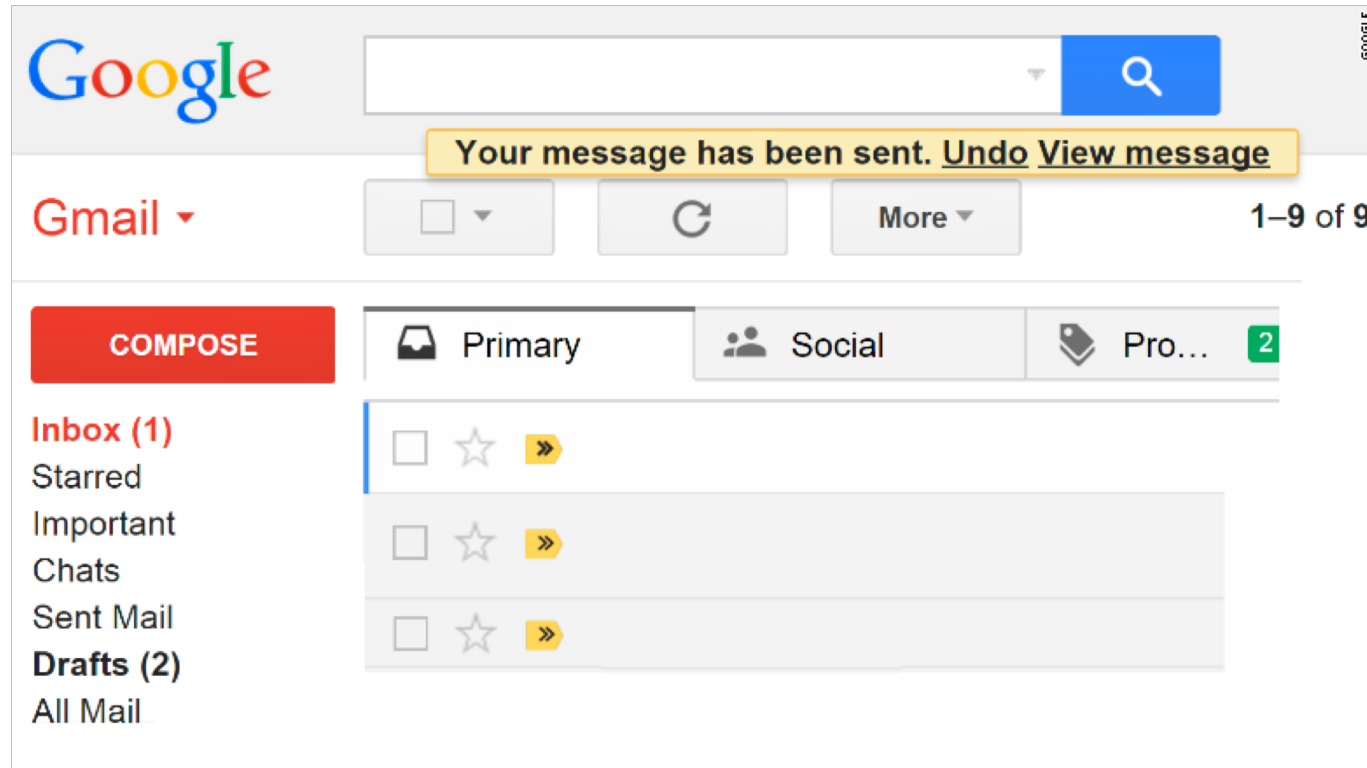 GOOGLE
Google
Your message has been sent. Undo View message
Gmail
More
1–9 of 9
COMPOSE
Primary
Social
Pro...
2
Inbox (1)
Starred
Important
Chats
Sent Mail
Drafts (2)
All Mail